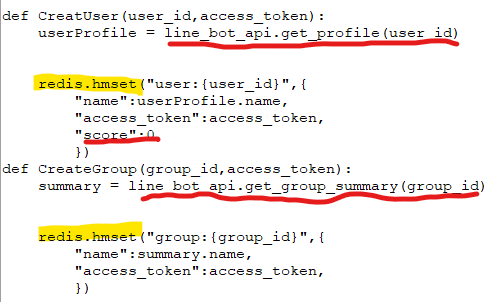 def CreatUser(user_id,access_token):
userProfile = line_bot_api.get_profile(user_id)
redis.hmset("user:{user_id}",{
"name":userProfile.name,
"access_token":access_token,
"score":0
})
def CreateGroup(group_id,access_token):
summary = line_bot_api.get_group_summary(group_id)
redis.hmset("group:{group_id}",{
"name":summary.name,
"access_token":access_token,
})